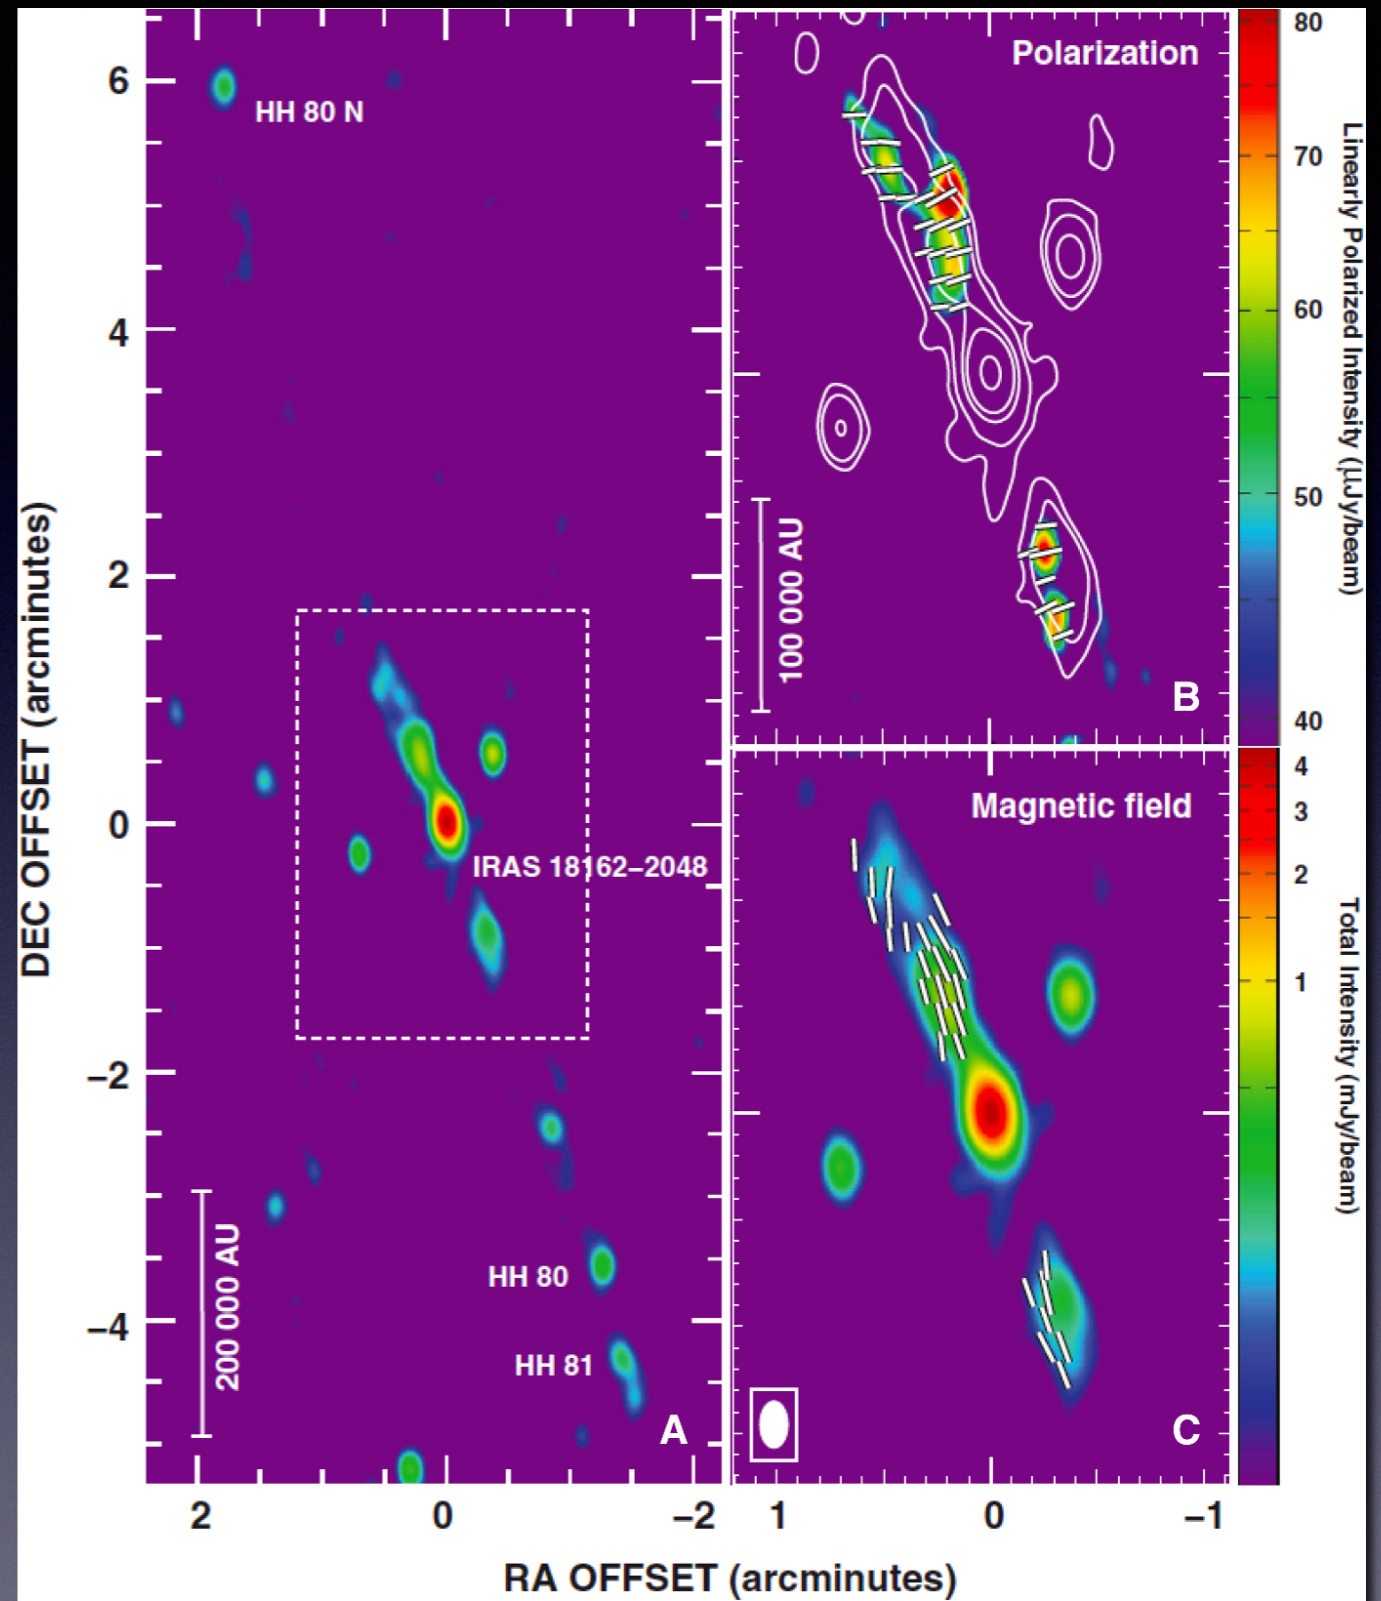 HH 80 N
IRAS 18162–2048
HH 80
HH 81
200 000 AU
A
6
4
2
0
−2
−4
DEC OFFSET (arcminutes)
2
0
−2
Polarization
100 000 AU
B
80
70
60
50
40
Linearly Polarized Intensity (μJy/beam)
Magnetic field
C
4
3
2
1
Total Intensity (mJy/beam)
1
0
−1
RA OFFSET (arcminutes)